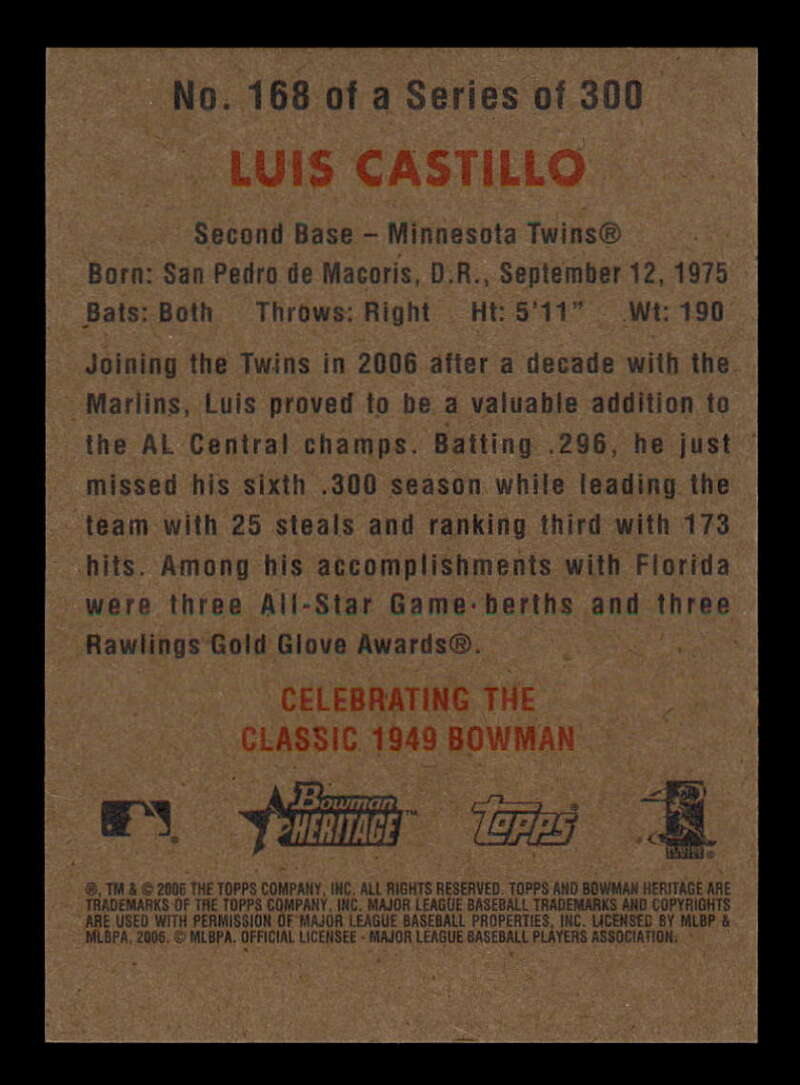 No. 168 of a Series of 300
LUIS CASTILLO
Second Base – Minnesota Twins®
Born: San Pedro de Macoris, D.R., September 12, 1975
Bats: Both Throws: Right Ht: 5'11" Wt: 190
Joining the Twins in 2006 after a decade with the
Marlins, Luis proved to be a valuable addition to
the AL Central champs. Batting .296, he just
missed his sixth .300 season while leading the
team with 25 steals and ranking third with 173
hits. Among his accomplishments with Florida
were three All-Star Game berths and three
Rawlings Gold Glove Awards®.
CELEBRATING THE
CLASSIC 1949 BOWMAN
Bowman HERITAGE™
Topps®
®, TM & © 2006 THE TOPPS COMPANY, INC. ALL RIGHTS RESERVED. TOPPS AND BOWMAN HERITAGE ARE
TRADEMARKS OF THE TOPPS COMPANY, INC. MAJOR LEAGUE BASEBALL TRADEMARKS AND COPYRIGHTS
ARE USED WITH PERMISSION OF MAJOR LEAGUE BASEBALL PROPERTIES, INC. LICENSED BY MLBP &
MLBPA, 2006. © MLBPA. OFFICIAL LICENSEE - MAJOR LEAGUE BASEBALL PLAYERS ASSOCIATION.